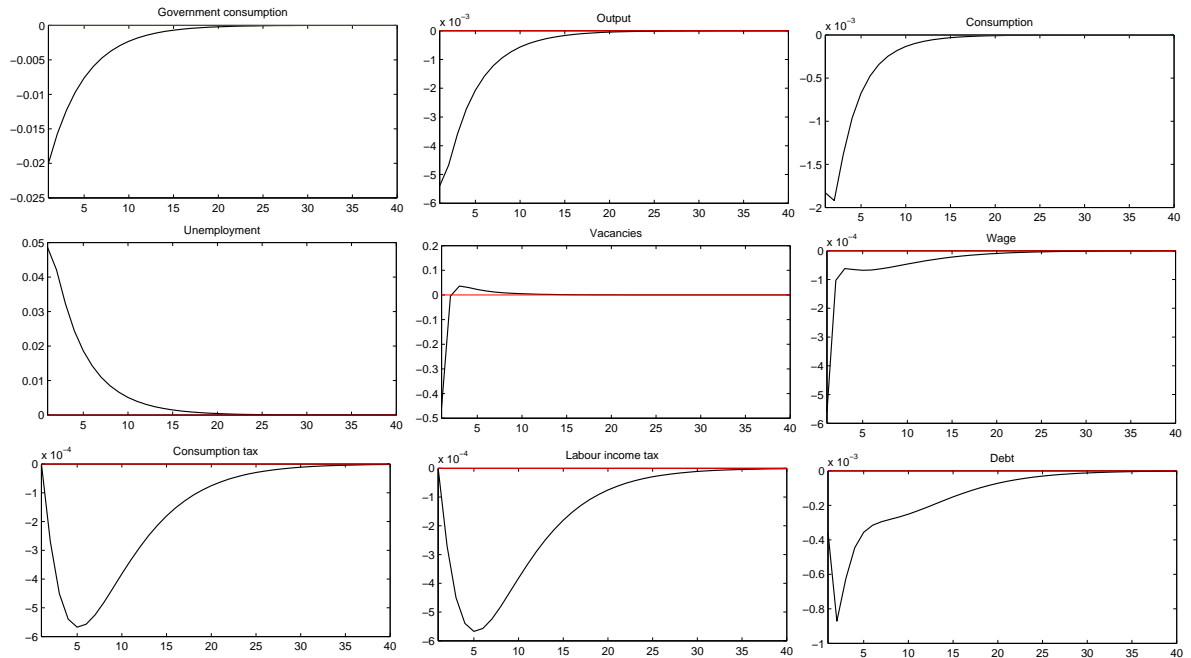 Government consumption
0
−0.005
−0.01
−0.015
−0.02
−0.025
5 10 15 20 25 30 35 40
Output
x 10−3
0
−1
−2
−3
−4
−5
−6
5 10 15 20 25 30 35 40
Consumption
x 10−3
0
−0.5
−1
−1.5
−2
5 10 15 20 25 30 35 40
Unemployment
0.05
0.04
0.03
0.02
0.01
0
5 10 15 20 25 30 35 40
Vacancies
0.2
0.1
0
−0.1
−0.2
−0.3
−0.4
−0.5
5 10 15 20 25 30 35 40
Wage
x 10−4
0
−1
−2
−3
−4
−5
−6
5 10 15 20 25 30 35 40
Consumption tax
x 10−4
0
−1
−2
−3
−4
−5
−6
5 10 15 20 25 30 35 40
Labour income tax
x 10−4
0
−1
−2
−3
−4
−5
−6
5 10 15 20 25 30 35 40
Debt
x 10−3
0
−0.2
−0.4
−0.6
−0.8
−1
5 10 15 20 25 30 35 40